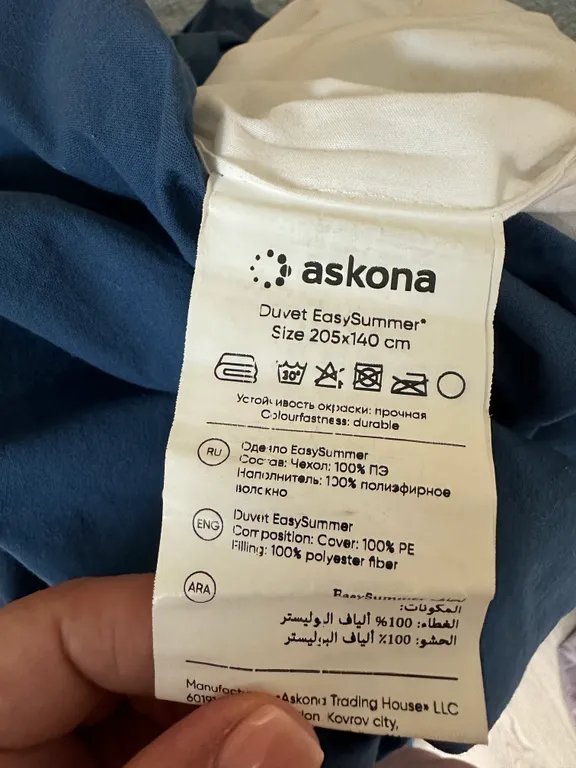 askona
Duvet EasySummer®
Size 205x140 cm
30°
Устойчивость окраски: прочная
Colourfastness: durable
RU
Одеяло EasySummer
Состав: Чехол: 100% ПЭ
Наполнитель: 100% полиэфирное
волокно
ENG
Duvet EasySummer
Composition: Cover: 100% PE
Filling: 100% polyester fiber
ARA
EasySummer
المكونات:
الغطاء: 100% ألياف البوليستر
الحشو: 100٪ ألياف البوليستر
«Askona Trading House» LLC
Kovrov city,